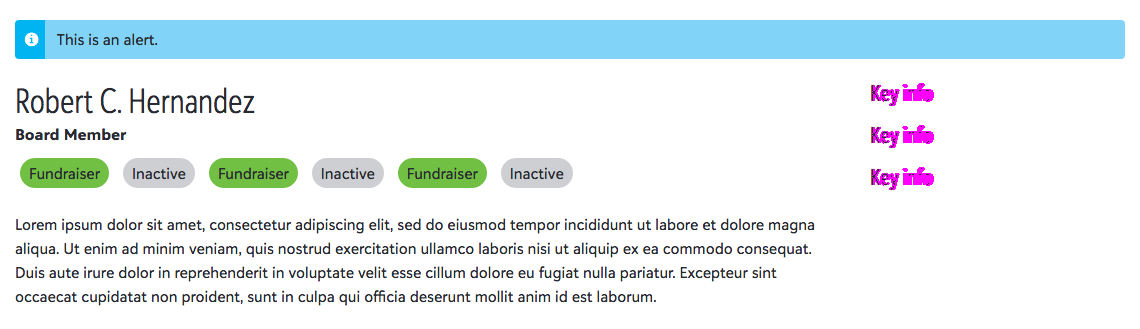 This is an alert.
Robert C. Hernandez
Board Member
Fundraiser Inactive Fundraiser Inactive Fundraiser Inactive
Key info
Key info
Key info
Lorem ipsum dolor sit amet, consectetur adipiscing elit, sed do eiusmod tempor incididunt ut labore et dolore magna
aliqua. Ut enim ad minim veniam, quis nostrud exercitation ullamco laboris nisi ut aliquip ex ea commodo consequat.
Duis aute irure dolor in reprehenderit in voluptate velit esse cillum dolore eu fugiat nulla pariatur. Excepteur sint
occaecat cupidatat non proident, sunt in culpa qui officia deserunt mollit anim id est laborum.